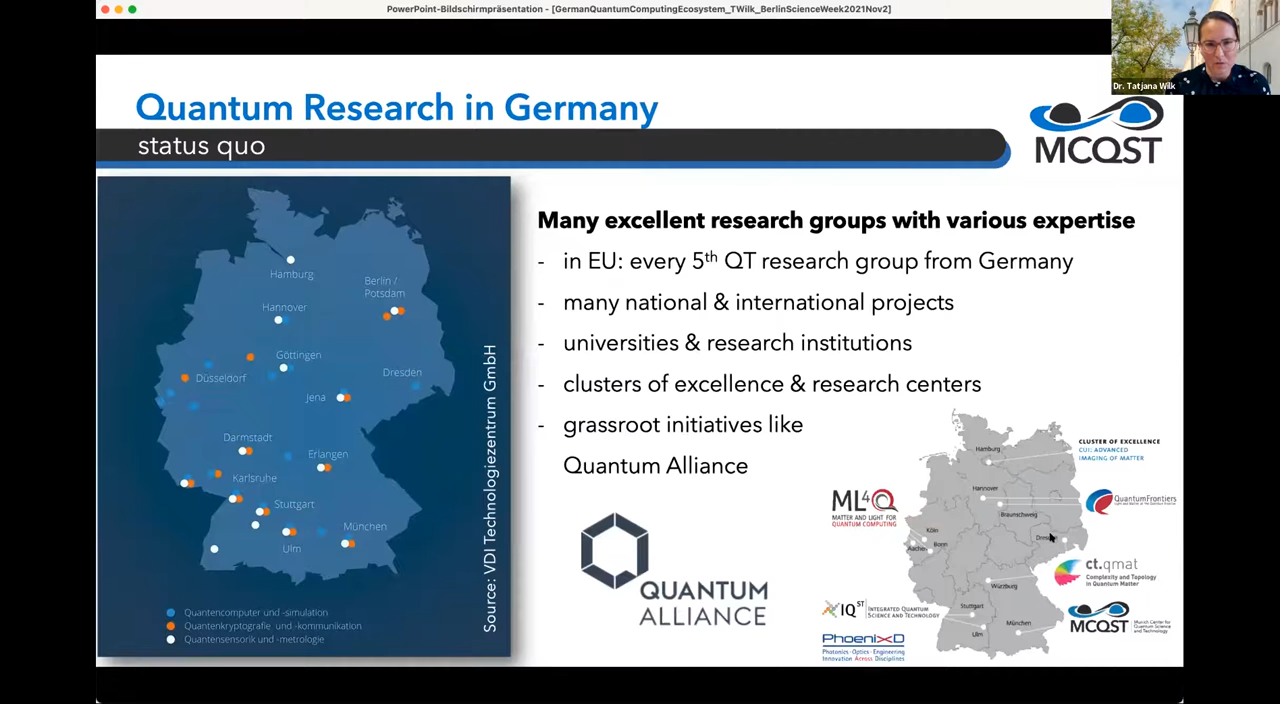 PowerPoint-Bildschirmpräsentation - [GermanQuantumComputingEcosystem_TWilk_BerlinScienceWeek2021Nov2]
Dr. Tatjana Wilk
Quantum Research in Germany
status quo
MCQST
Hamburg
Berlin /
Potsdam
Hannover
Göttingen
Düsseldorf
Dresden
Jena
Darmstadt
Erlangen
Karlsruhe
Stuttgart
München
Ulm
Quantencomputer und -simulation
Quantenkryptografie und -kommunikation
Quantensensorik und -metrologie
Source: VDI Technologiezentrum GmbH
Many excellent research groups with various expertise
- in EU: every 5th QT research group from Germany
- many national & international projects
- universities & research institutions
- clusters of excellence & research centers
- grassroot initiatives like
Quantum Alliance
QUANTUM
ALLIANCE
Hamburg
CLUSTER OF EXCELLENCE
CUI: ADVANCED
IMAGING OF MATTER
ML4Q
MATTER AND LIGHT FOR
QUANTUM COMPUTING
Hannover
QuantumFrontiers
Braunschweig
Köln
Aachen
Bonn
ct.qmat
Complexity and Topology
in Quantum Matter
Würzburg
IQST
INTEGRATED QUANTUM
SCIENCE AND TECHNOLOGY
Stuttgart
Ulm
München
MCQST
Munich Center for
Quantum Science
and Technology
PhoenixD
Photonics · Optics · Engineering
Innovation Across Disciplines